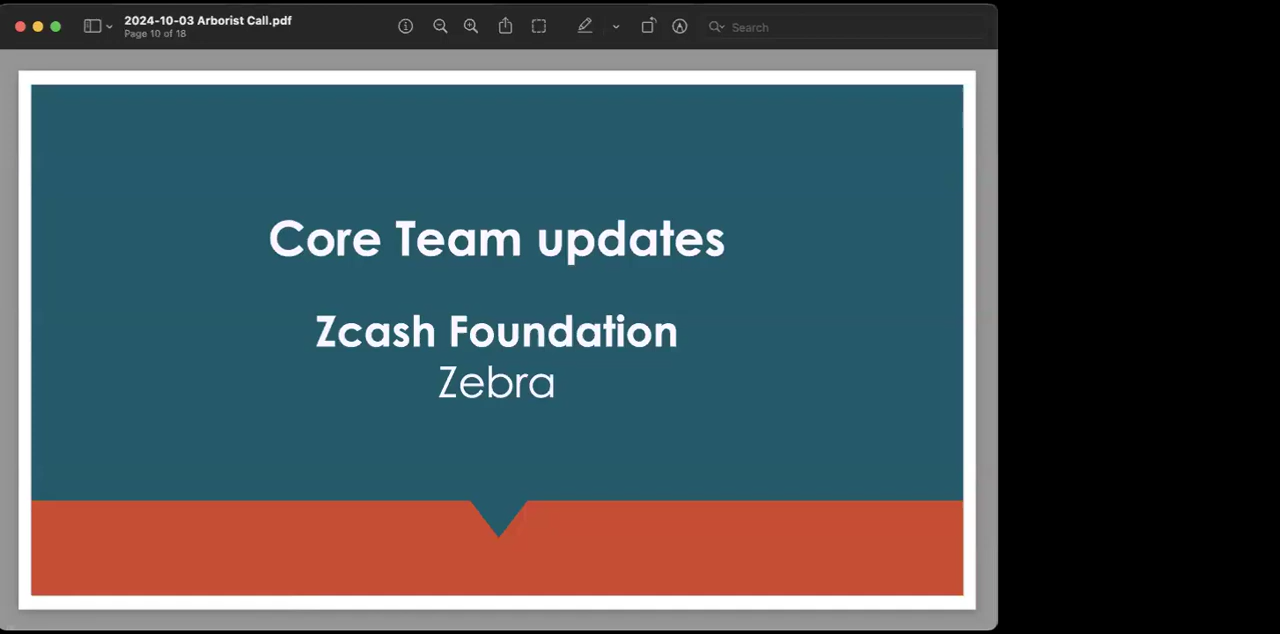 2024-10-03 Arborist Call.pdf
Page 10 of 18
Search
Core Team updates
Zcash Foundation
Zebra